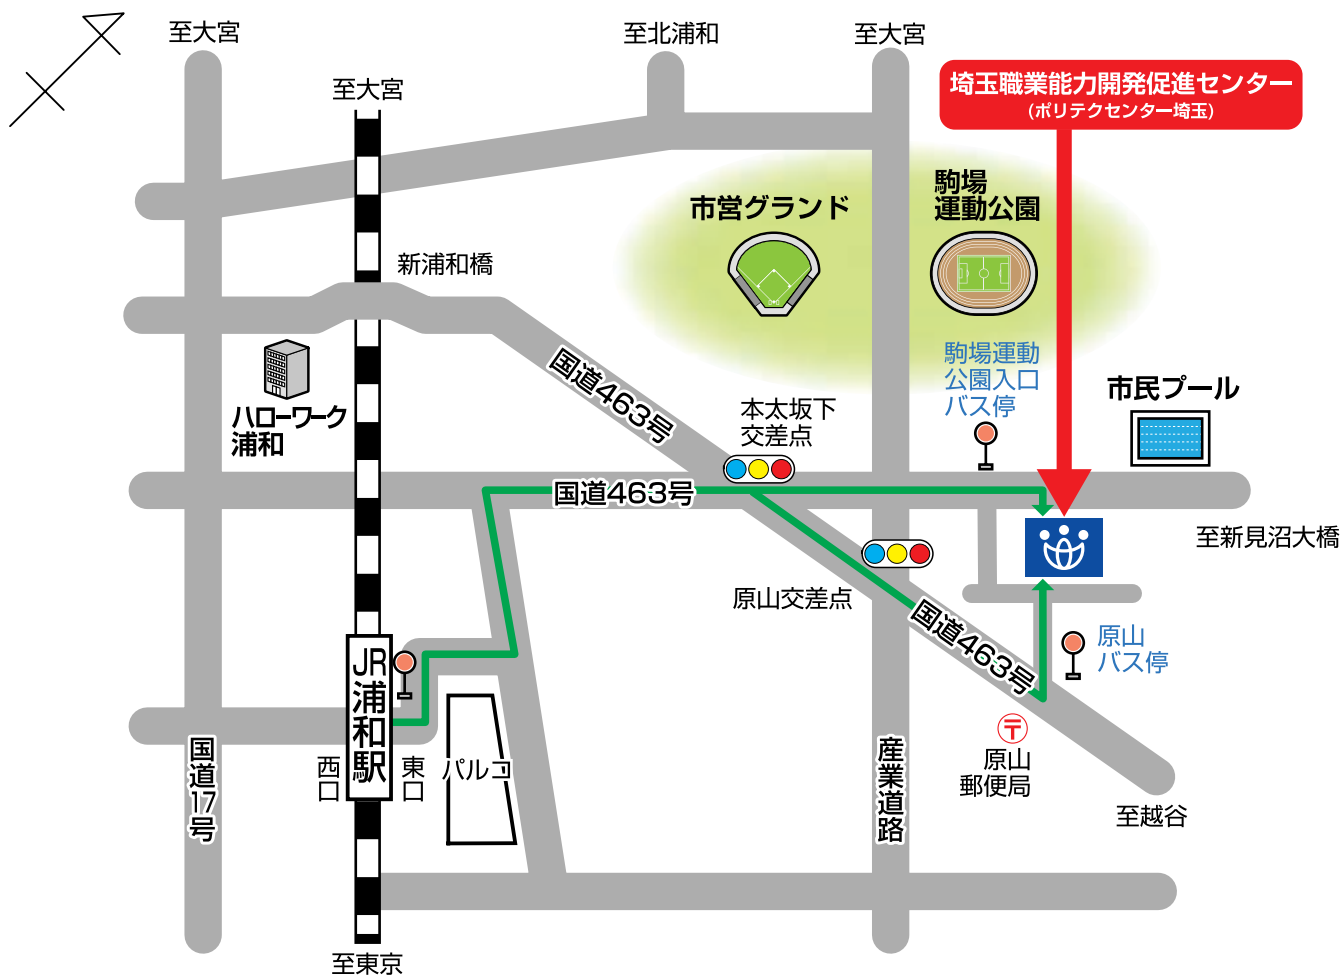 至大宮
至北浦和
至大宮
至大宮
埼玉職業能力開発促進センター
(ポリテクセンター埼玉)
駒場
運動公園
市営グランド
新浦和橋
駒場運動
公園入口
バス停
市民プール
国道463号
本太坂下
交差点
ハローワーク
浦和
国道463号
至新見沼大橋
原山交差点
国道463号
原山
バス停
JR
浦和駅
西口
東口
パルコ
国道17号
産業道路
〒
原山
郵便局
至越谷
至東京